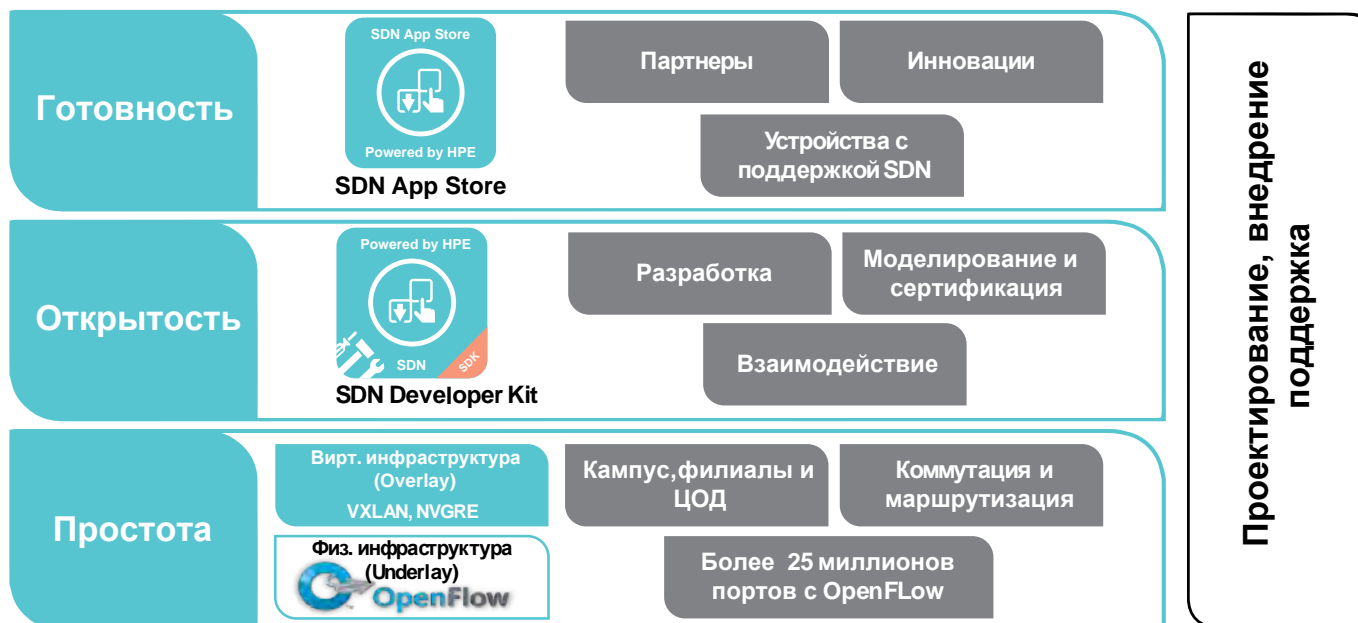 Готовность
SDN App Store
Powered by HPE
SDN App Store
Партнеры
Инновации
Устройства с
поддержкой SDN
Открытость
Powered by HPE
SDN
SDK
SDN Developer Kit
Разработка
Моделирование и
сертификация
Взаимодействие
Простота
Вирт. инфраструктура
(Overlay)
VXLAN, NVGRE
Физ. инфраструктура
(Underlay)
OpenFlow
Кампус,филиалы и
ЦОД
Коммутация и
маршрутизация
Более 25 миллионов
портов с OpenFLow
Проектирование, внедрение
поддержка